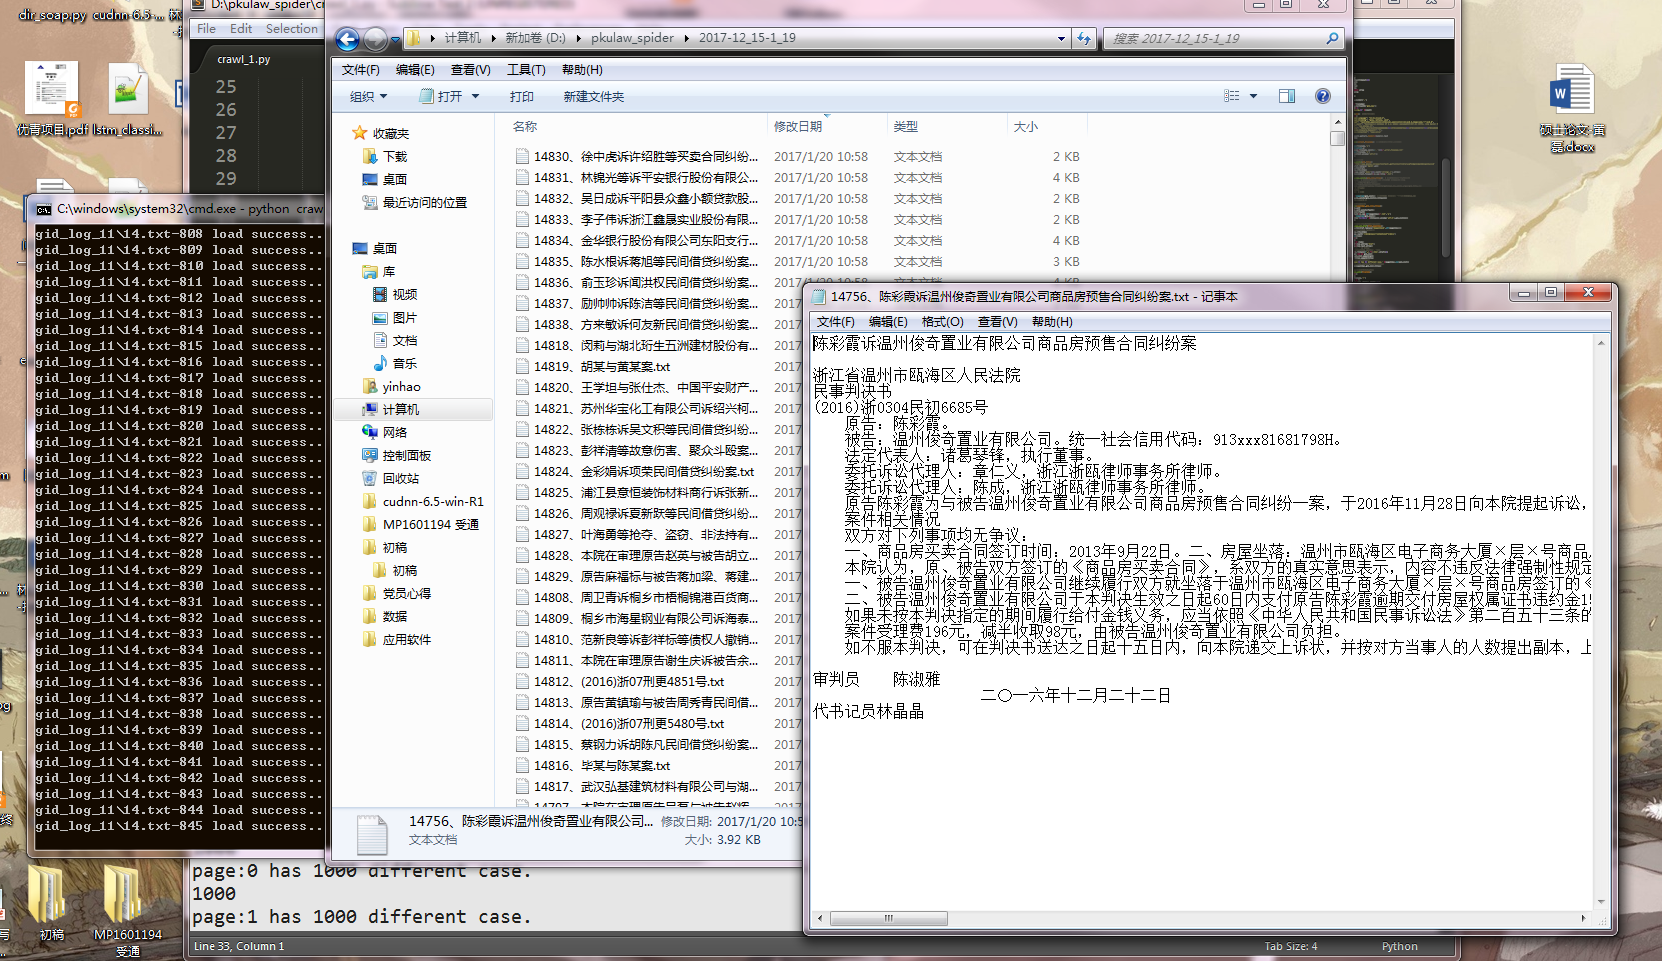 dir_soap.py
cudnn-6.5-...
优青项目.pdf
lstm_classi...
初稿
MP1601194
受通
硕士论文-黄
磊.docx
D:\pkulaw_spider\cr
File Edit Selection
crawl_1.py
25
26
27
28
29
C:\windows\system32\cmd.exe - python craw
gid_log_11\14.txt-808 load success..
gid_log_11\14.txt-809 load success..
gid_log_11\14.txt-810 load success..
gid_log_11\14.txt-811 load success..
gid_log_11\14.txt-812 load success..
gid_log_11\14.txt-813 load success..
gid_log_11\14.txt-814 load success..
gid_log_11\14.txt-815 load success..
gid_log_11\14.txt-816 load success..
gid_log_11\14.txt-817 load success..
gid_log_11\14.txt-818 load success..
gid_log_11\14.txt-819 load success..
gid_log_11\14.txt-820 load success..
gid_log_11\14.txt-821 load success..
gid_log_11\14.txt-822 load success..
gid_log_11\14.txt-823 load success..
gid_log_11\14.txt-824 load success..
gid_log_11\14.txt-825 load success..
gid_log_11\14.txt-826 load success..
gid_log_11\14.txt-827 load success..
gid_log_11\14.txt-828 load success..
gid_log_11\14.txt-829 load success..
gid_log_11\14.txt-830 load success..
gid_log_11\14.txt-831 load success..
gid_log_11\14.txt-832 load success..
gid_log_11\14.txt-833 load success..
gid_log_11\14.txt-834 load success..
gid_log_11\14.txt-835 load success..
gid_log_11\14.txt-836 load success..
gid_log_11\14.txt-837 load success..
gid_log_11\14.txt-838 load success..
gid_log_11\14.txt-839 load success..
gid_log_11\14.txt-840 load success..
gid_log_11\14.txt-841 load success..
gid_log_11\14.txt-842 load success..
gid_log_11\14.txt-843 load success..
gid_log_11\14.txt-844 load success..
gid_log_11\14.txt-845 load success..
page:0 has 1000 different case.
1000
page:1 has 1000 different case.
Line 33, Column 1 Tab Size: 4 Python
计算机 新加卷 (D:) pkulaw_spider 2017-12_15-1_19 搜索 2017-12_15-1_19
文件(F) 编辑(E) 查看(V) 工具(T) 帮助(H)
组织 打开 打印 新建文件夹
收藏夹
下载
桌面
最近访问的位置
桌面
库
视频
图片
文档
音乐
yinhao
计算机
网络
控制面板
回收站
cudnn-6.5-win-R1
MP1601194 受通
初稿
初稿
党员心得
数据
应用软件
名称 修改日期 类型 大小
14830、徐中虎诉许绍胜等买卖合同纠纷... 2017/1/20 10:58 文本文档 2 KB
14831、林锦光等诉平安银行股份有限公... 2017/1/20 10:58 文本文档 4 KB
14832、吴日成诉平阳县众鑫小额贷款股... 2017/1/20 10:58 文本文档 2 KB
14833、李子伟诉浙江鑫晟实业股份有限... 2017/1/20 10:58 文本文档 2 KB
14834、金华银行股份有限公司东阳支行... 2017/1/20 10:58 文本文档 4 KB
14835、陈水根诉蒋旭等民间借贷纠纷案... 2017/1/20 10:58 文本文档 3 KB
14836、俞玉珍诉闻洪权民间借贷纠纷案... 2017/1/20 10:58 文本文档 4 KB
14837、励帅帅诉陈洁等民间借贷纠纷案... 2017
14838、方来敏诉何友新民间借贷纠纷案... 2017
14818、闵莉与湖北珩生五洲建材股份有... 2017
14819、胡某与黄某案.txt 2017
14820、王学坦与张仕杰、中国平安财产... 2017
14821、苏州华宝化工有限公司诉绍兴柯... 2017
14822、张栋栋诉吴文积等民间借贷纠纷... 2017
14823、彭祥清等故意伤害、聚众斗殴案... 2017
14824、金彩娟诉项荣民间借贷纠纷案.txt 2017
14825、浦江县意恒装饰材料商行诉张新... 2017
14826、周观禄诉夏新跃等民间借贷纠纷... 2017
14827、叶海勇等抢夺、盗窃、非法持有... 2017
14828、本院在审理原告赵英与被告胡立... 2017
14829、原告麻福标与被告蒋加梁、蒋建... 2017
14808、周卫青诉桐乡市梧桐锦港百货商... 2017
14809、桐乡市海星钢业有限公司诉海泰... 2017
14810、范新良等诉彭祥标等债权人撤销... 2017
14811、本院在审理原告谢生庆诉被告余... 2017
14812、(2016)浙07刑更4851号.txt 2017
14813、原告黄镇瑜与被告周秀青民间借... 2017
14814、(2016)浙07刑更5480号.txt 2017
14815、蔡钢力诉胡陈凡民间借贷纠纷案... 2017
14816、毕某与陈某案.txt 2017
14817、武汉弘基建筑材料有限公司与湖... 2017
14756、陈彩霞诉温州俊奇置业有限公司... 修改日期: 2017/1/20 10:5
文本文档 大小: 3.92 KB
14756、陈彩霞诉温州俊奇置业有限公司商品房预售合同纠纷案.txt - 记事本
文件(F) 编辑(E) 格式(O) 查看(V) 帮助(H)
陈彩霞诉温州俊奇置业有限公司商品房预售合同纠纷案
浙江省温州市瓯海区人民法院
民事判决书
(2016)浙0304民初6685号
原告：陈彩霞。
被告：温州俊奇置业有限公司。统一社会信用代码：913xxx81681798H。
法定代表人：诸葛琴锋，执行董事。
委托诉讼代理人：章仁义，浙江浙瓯律师事务所律师。
委托诉讼代理人：陈成，浙江浙瓯律师事务所律师。
原告陈彩霞为与被告温州俊奇置业有限公司商品房预售合同纠纷一案，于2016年11月28日向本院提起诉讼，
案件相关情况
双方对下列事项均无争议：
一、商品房买卖合同签订时间：2013年9月22日。二、房屋坐落：温州市瓯海区电子商务大厦×层×号商品
本院认为，原、被告双方签订的《商品房买卖合同》，系双方的真实意思表示，内容不违反法律强制性规定
一、被告温州俊奇置业有限公司继续履行双方就坐落于温州市瓯海区电子商务大厦×层×号商品房签订的《
二、被告温州俊奇置业有限公司于本判决生效之日起60日内支付原告陈彩霞逾期交付房屋权属证书违约金19
如果未按本判决指定的期间履行给付金钱义务，应当依照《中华人民共和国民事诉讼法》第二百五十三条的
案件受理费196元，减半收取98元，由被告温州俊奇置业有限公司负担。
如不服本判决，可在判决书送达之日起十五日内，向本院递交上诉状，并按对方当事人的人数提出副本，上
审判员 陈淑雅
二〇一六年十二月二十二日
代书记员林晶晶